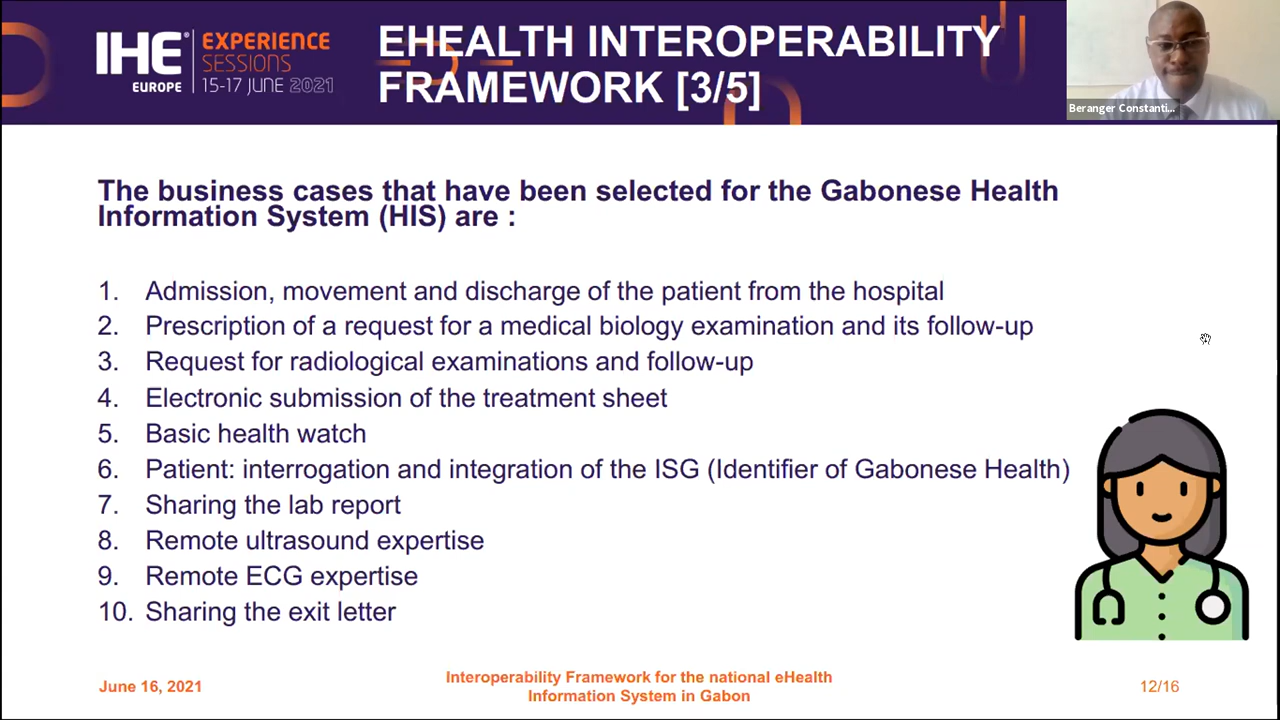 IHE® EUROPE
EXPERIENCE
SESSIONS
15-17 JUNE 2021
EHEALTH INTEROPERABILITY
FRAMEWORK [3/5]
Beranger Constanti...
The business cases that have been selected for the Gabonese Health
Information System (HIS) are :
1. Admission, movement and discharge of the patient from the hospital
2. Prescription of a request for a medical biology examination and its follow-up
3. Request for radiological examinations and follow-up
4. Electronic submission of the treatment sheet
5. Basic health watch
6. Patient: interrogation and integration of the ISG (Identifier of Gabonese Health)
7. Sharing the lab report
8. Remote ultrasound expertise
9. Remote ECG expertise
10. Sharing the exit letter
June 16, 2021
Interoperability Framework for the national eHealth
Information System in Gabon
12/16